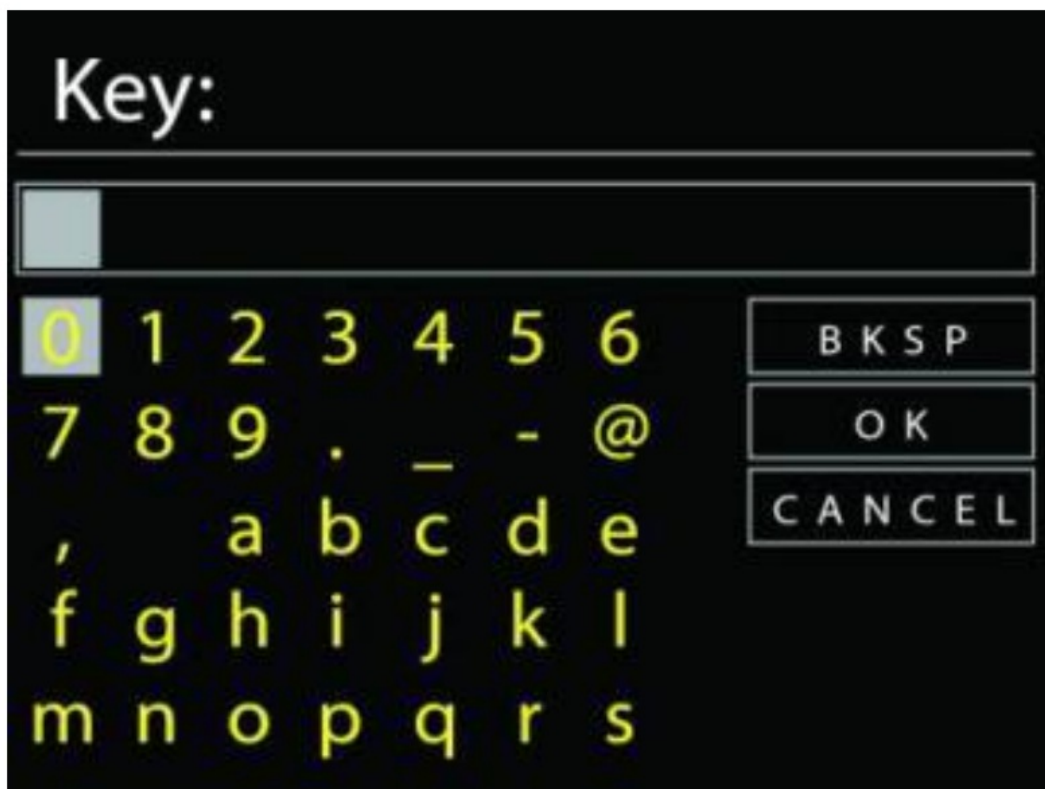 Key:
0 1 2 3 4 5 6
BKSP
7 8 9 . _ - @
OK
, a b c d e
CANCEL
f g h i j k l
m n o p q r s